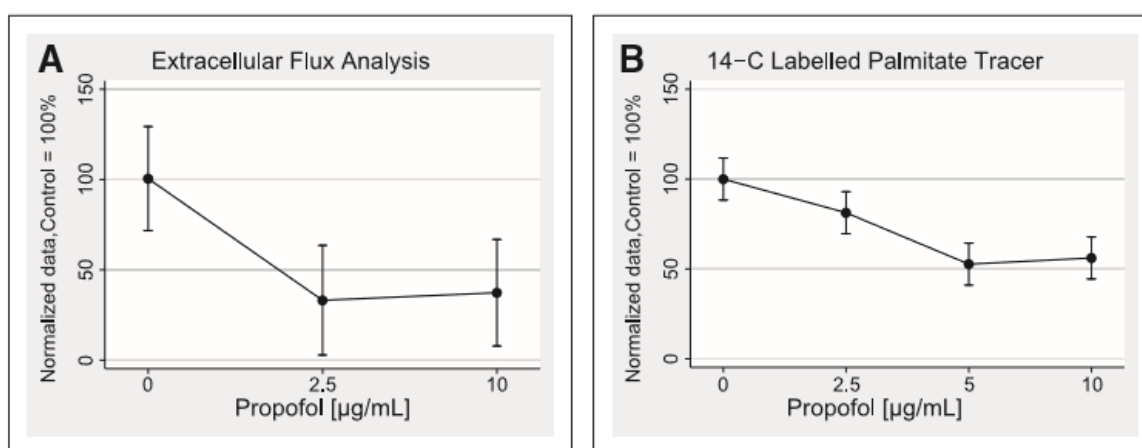 A Extracellular Flux Analysis
Normalized data,Control = 100%
150
100
50
0
0 2.5 10
Propofol [µg/mL]
B 14−C Labelled Palmitate Tracer
Normalized data,Control = 100%
150
100
50
0
0 2.5 5 10
Propofol [µg/mL]